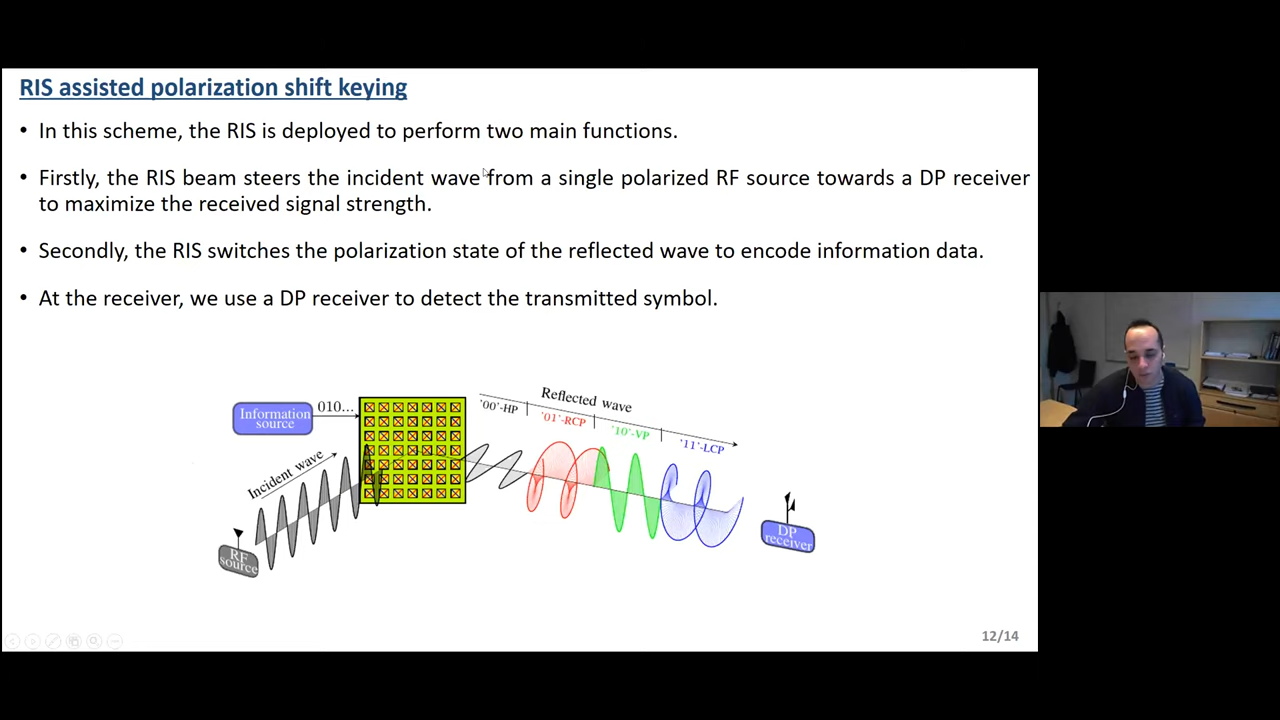 RIS assisted polarization shift keying
• In this scheme, the RIS is deployed to perform two main functions.
• Firstly, the RIS beam steers the incident wave from a single polarized RF source towards a DP receiver
to maximize the received signal strength.
• Secondly, the RIS switches the polarization state of the reflected wave to encode information data.
• At the receiver, we use a DP receiver to detect the transmitted symbol.
Reflected wave
Information
source
010...
'00'-HP
'01'-RCP
'10'-VP
'11'-LCP
Incident wave
RF
source
DP
receiver
12/14